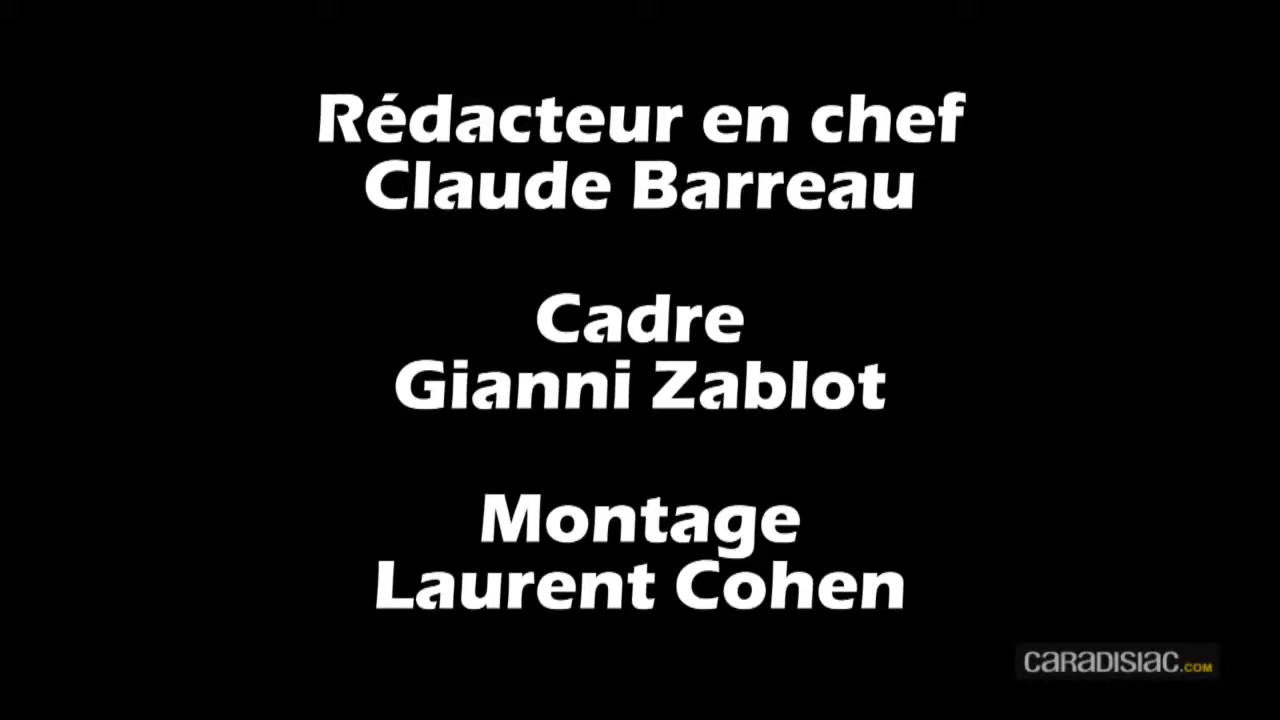 Rédacteur en chef
Claude Barreau
Cadre
Gianni Zablot
Montage
Laurent Cohen
CARADISIAC.COM